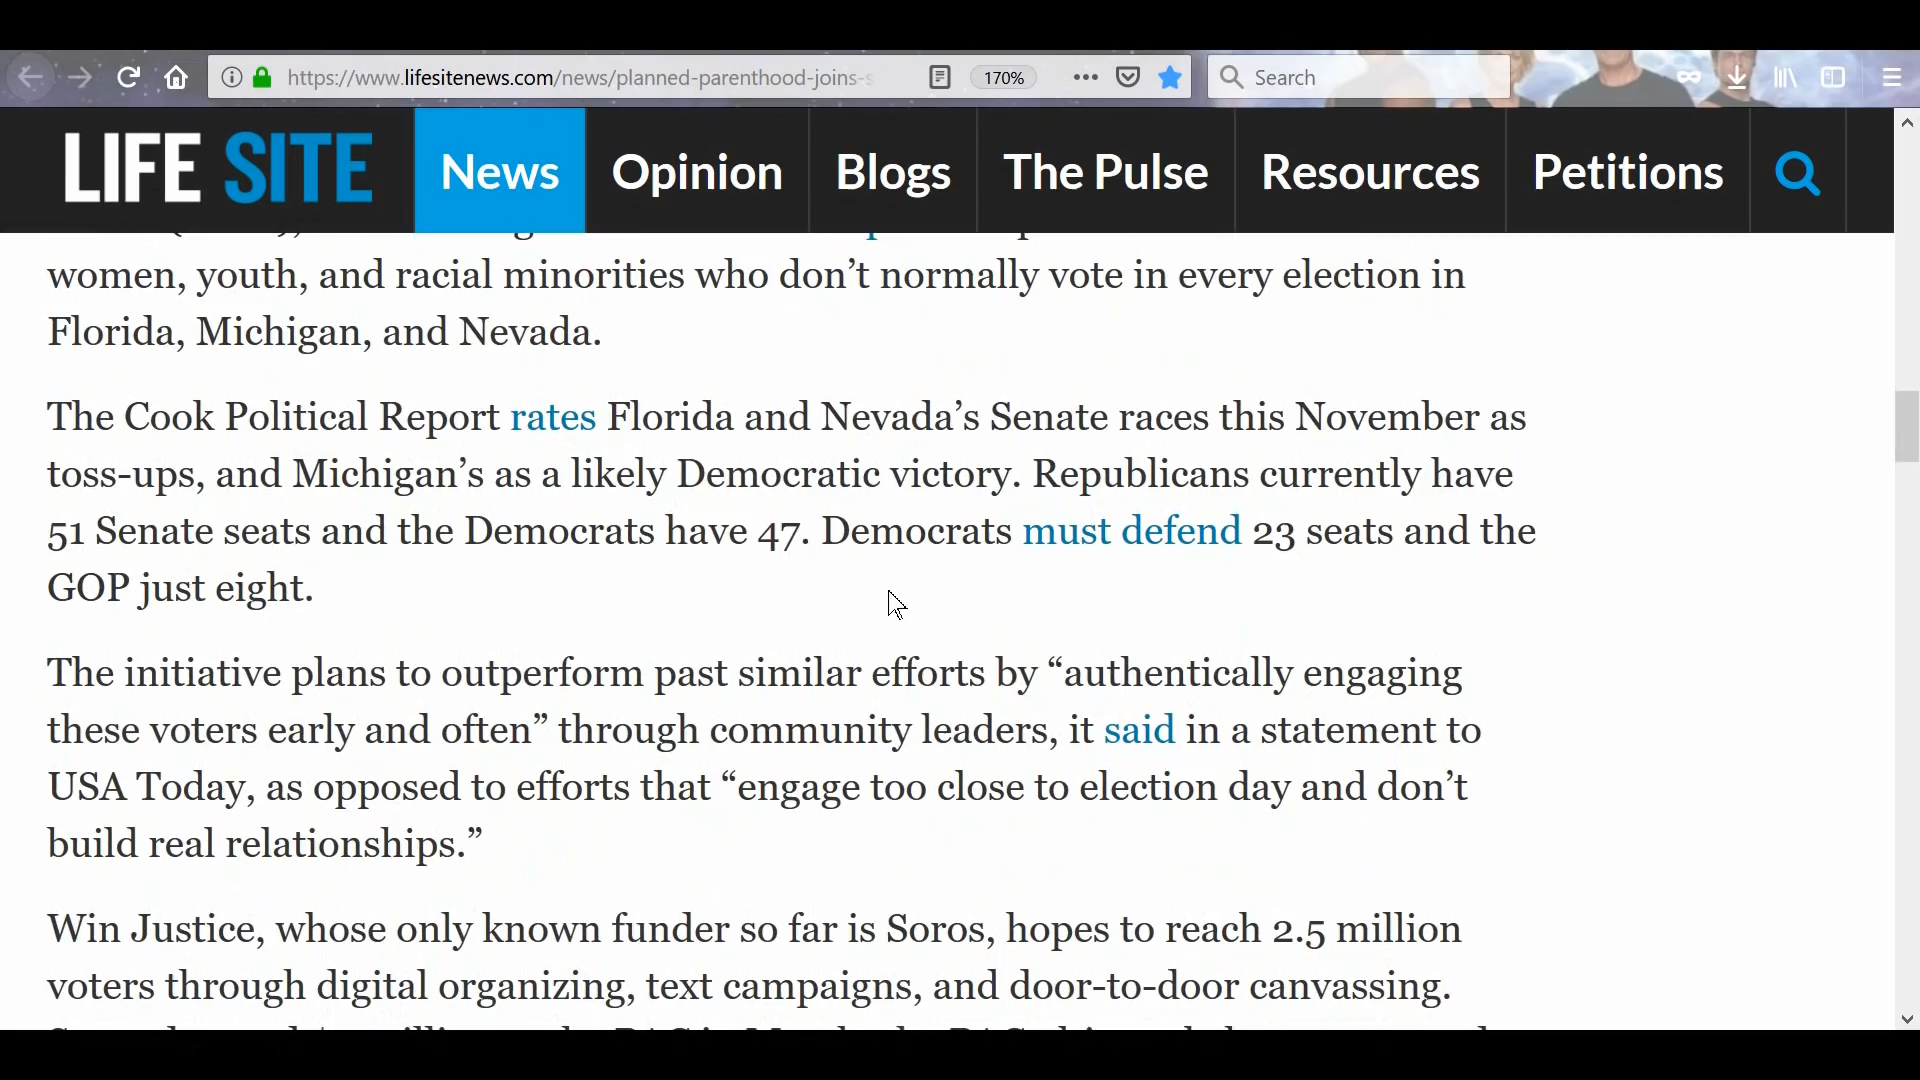 https://www.lifesitenews.com/news/planned-parenthood-joins-s
170%
Search
LIFE SITE
News
Opinion
Blogs
The Pulse
Resources
Petitions
women, youth, and racial minorities who don’t normally vote in every election in
Florida, Michigan, and Nevada.
The Cook Political Report rates Florida and Nevada’s Senate races this November as
toss-ups, and Michigan’s as a likely Democratic victory. Republicans currently have
51 Senate seats and the Democrats have 47. Democrats must defend 23 seats and the
GOP just eight.
The initiative plans to outperform past similar efforts by “authentically engaging
these voters early and often” through community leaders, it said in a statement to
USA Today, as opposed to efforts that “engage too close to election day and don’t
build real relationships.”
Win Justice, whose only known funder so far is Soros, hopes to reach 2.5 million
voters through digital organizing, text campaigns, and door-to-door canvassing.